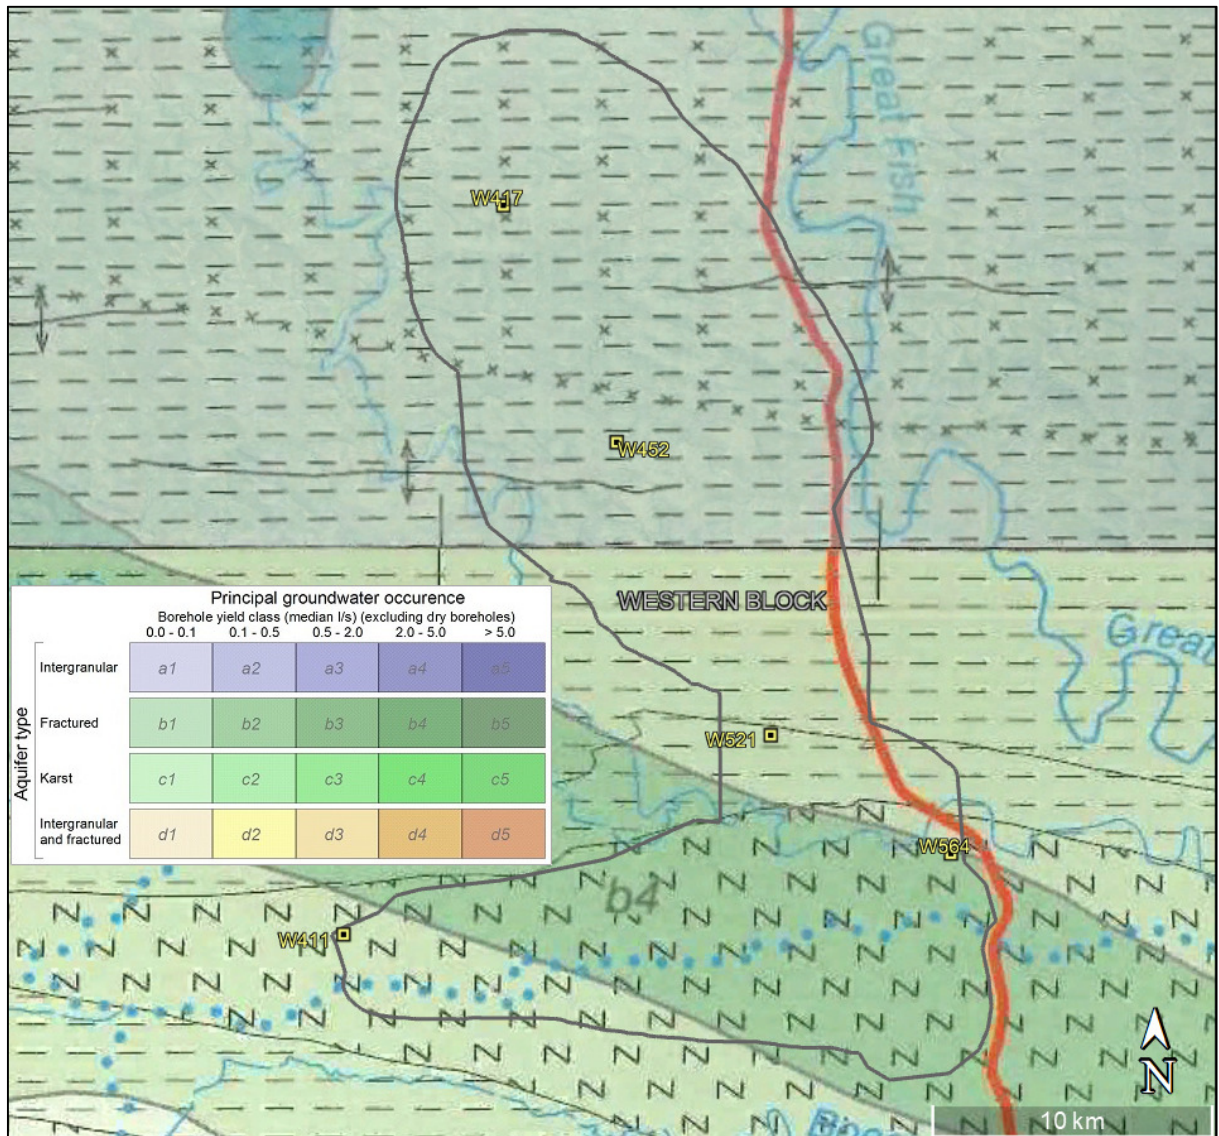 Great Fish
W417
W452
WESTERN BLOCK
Great
Principal groundwater occurence
Borehole yield class (median l/s) (excluding dry boreholes)
0.0 - 0.1 0.1 - 0.5 0.5 - 2.0 2.0 - 5.0 > 5.0
Aquifer type
Intergranular a1 a2 a3 a4 a5
Fractured b1 b2 b3 b4 b5
Karst c1 c2 c3 c4 c5
Intergranular and fractured d1 d2 d3 d4 d5
W521
W564
b4
W411
N
10 km